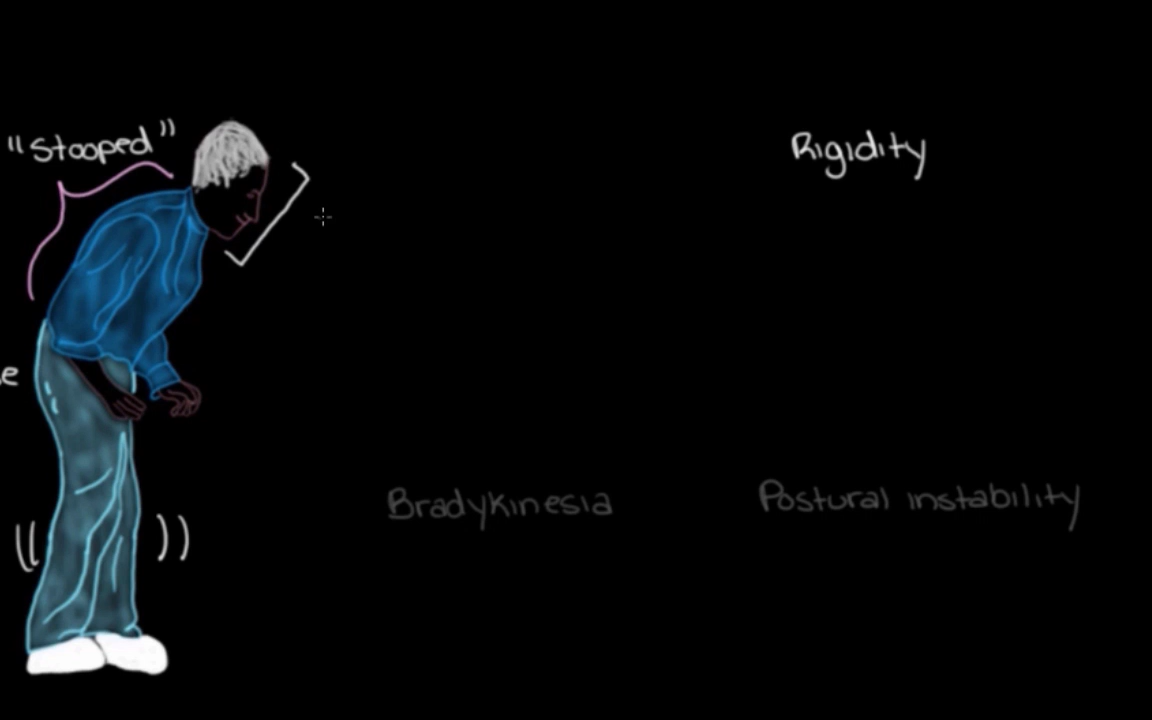 "Stooped"
Rigidity
Bradykinesia
Postural instability